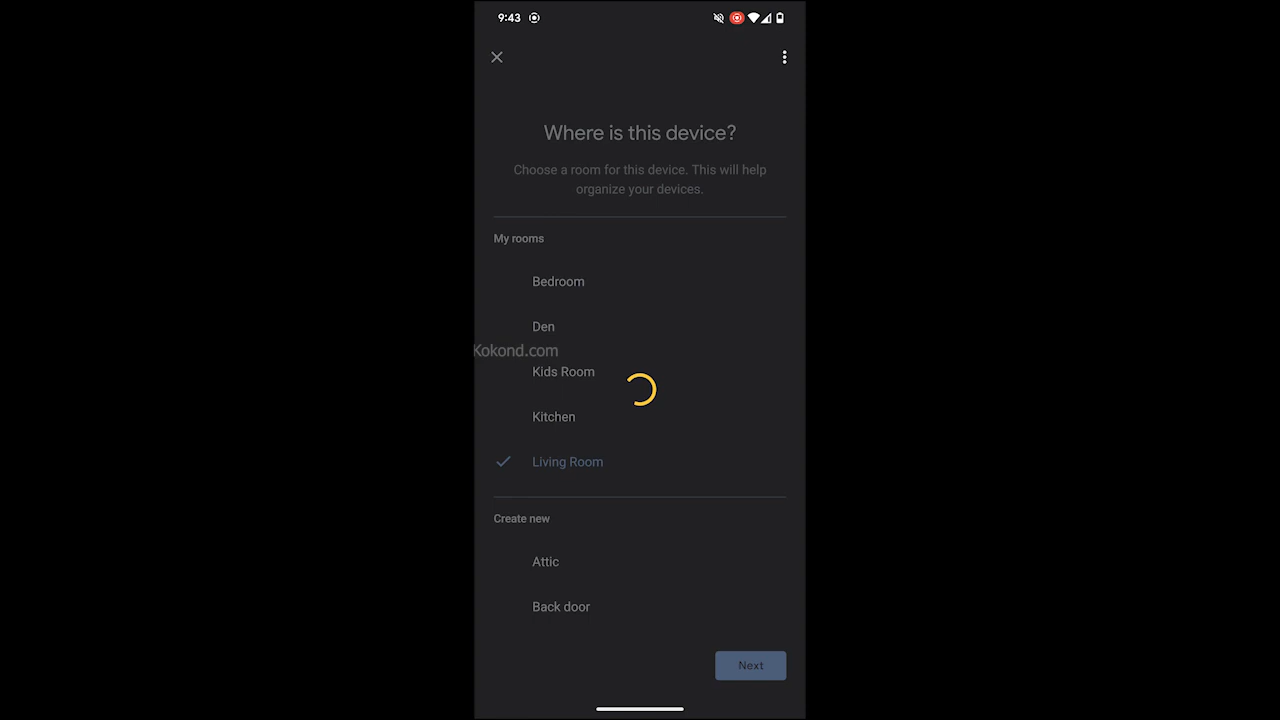 9:43
Where is this device?
Choose a room for this device. This will help
organize your devices.
My rooms
Bedroom
Den
Kokond.com
Kids Room
Kitchen
Living Room
Create new
Attic
Back door
Next